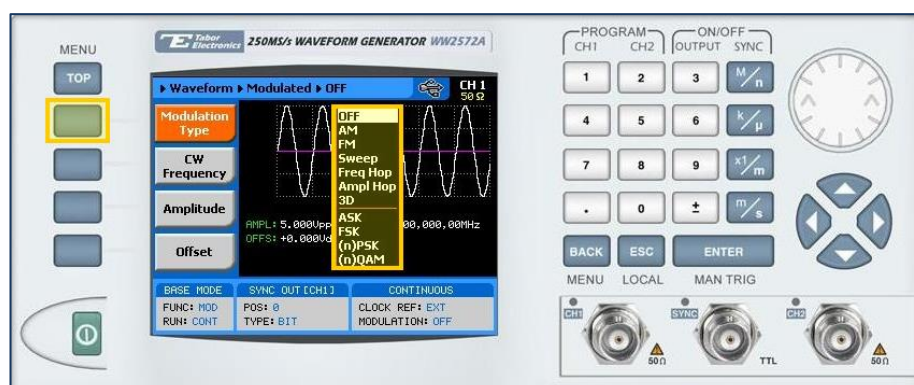 MENU
TOP
Tabor Electronics 250MS/s WAVEFORM GENERATOR WW2572A
▸ Waveform ▸ Modulated ▸ OFF
CH 1
50 Ω
Modulation Type
CW Frequency
Amplitude
Offset
OFF
AM
FM
Sweep
Freq Hop
Ampl Hop
3D
ASK
FSK
(n)PSK
(n)QAM
AMPL: 5.000Vpp
00,000,00MHz
OFFS: +0.000Vd
BASE MODE
FUNC: MOD
RUN: CONT
SYNC OUT [CH1]
POS: 0
TYPE: BIT
CONTINUOUS
CLOCK REF: EXT
MODULATION: OFF
PROGRAM
CH1 CH2
ON/OFF
OUTPUT SYNC
1 2 3 M/n
4 5 6 k/µ
7 8 9 x1/m
. 0 ± m/s
BACK ESC ENTER
MENU LOCAL MAN TRIG
CH1 SYNC CH2
50Ω TTL 50Ω